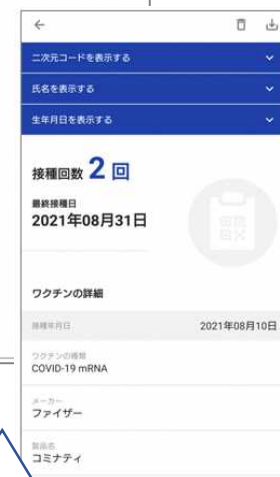 二次元コードを表示する
氏名を表示する
生年月日を表示する
接種回数 2 回
最終接種日
2021年08月31日
ワクチンの詳細
接種年月日 2021年08月10日
ワクチンの種類
COVID-19 mRNA
メーカー
ファイザー
製品名
コミナティ